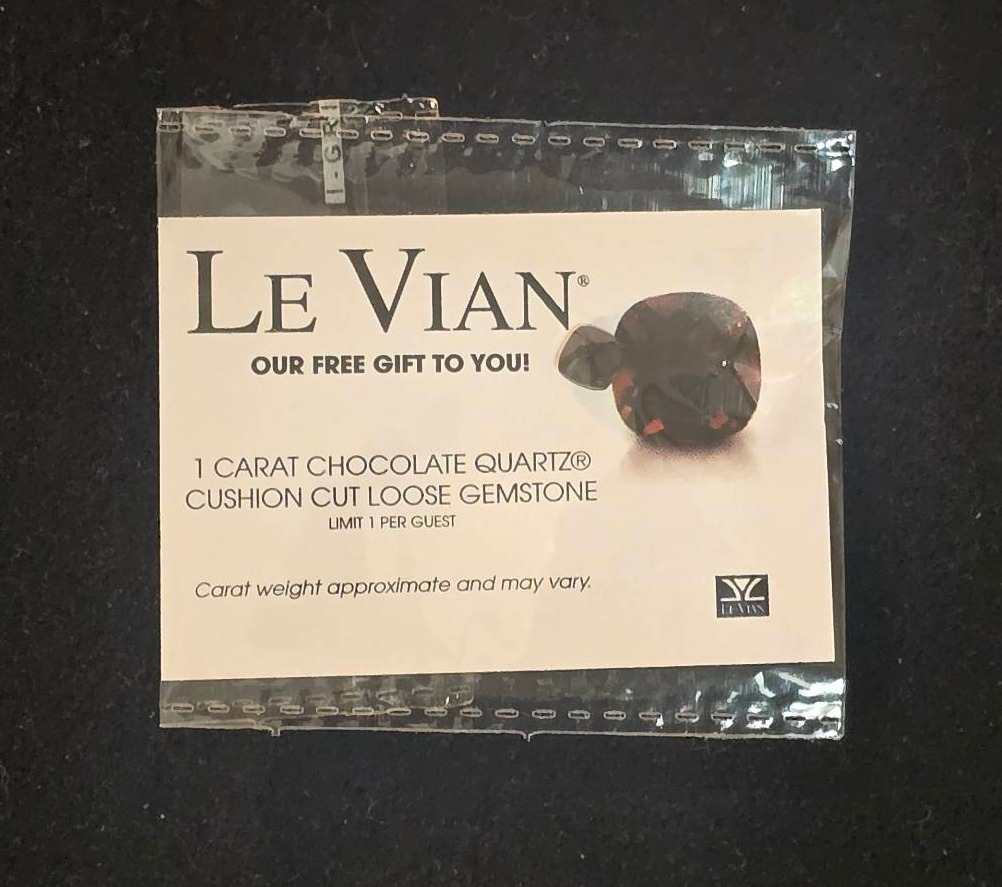 I-GRI
LE VIAN®
OUR FREE GIFT TO YOU!
1 CARAT CHOCOLATE QUARTZ®
CUSHION CUT LOOSE GEMSTONE
LIMIT 1 PER GUEST
Carat weight approximate and may vary.
LE VIAN